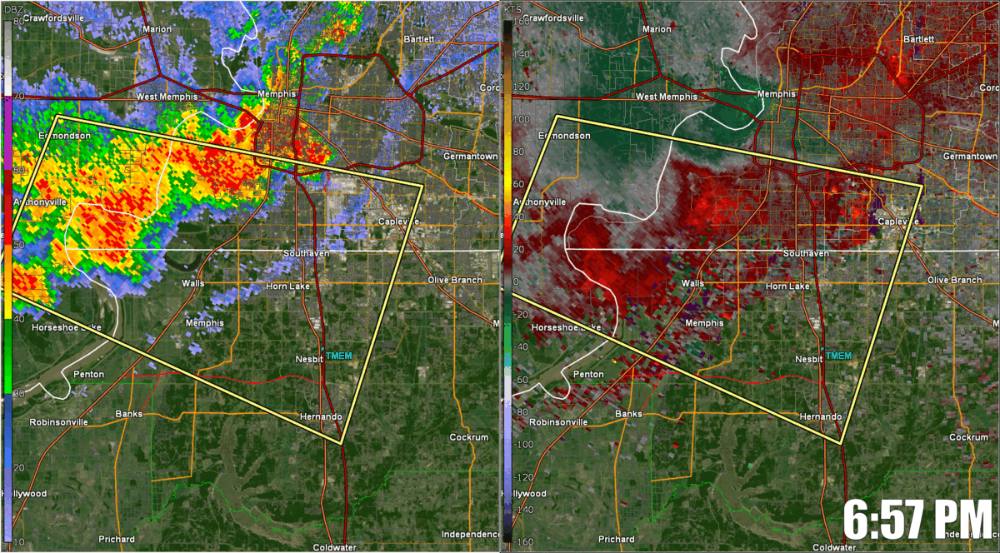 DBZ
80
70
60
50
40
30
20
10
Crawfordsville
Marion
Bartlett
West Memphis
Memphis
Edmondson
Germantown
Capleville
Southaven
Walls
Horn Lake
Olive Branch
Horseshoe Lake
Memphis
Nesbit
TMEM
Penton
Banks
Robinsonville
Hernando
Cockrum
Prichard
Coldwater
KTS
160
140
120
100
80
60
40
20
0
-20
-40
-60
-80
-100
-120
-140
-160
Crawfordsville
Marion
Bartlett
West Memphis
Memphis
Edmondson
Germantown
Capleville
Southaven
Walls
Horn Lake
Olive Branch
Horseshoe Lake
Memphis
Nesbit
TMEM
Penton
Banks
Robinsonville
Hernando
Cockrum
Prichard
Coldwater
6:57 PM